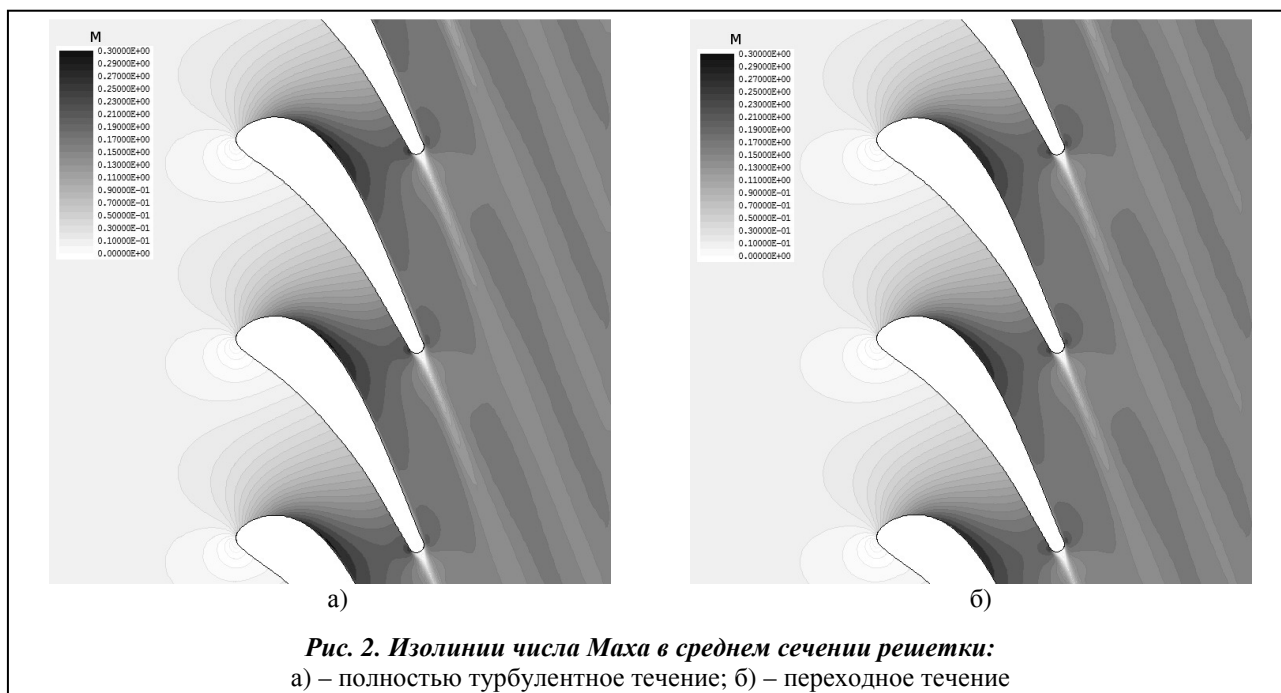 M
0.30000E+00
0.29000E+00
0.27000E+00
0.25000E+00
0.23000E+00
0.21000E+00
0.19000E+00
0.17000E+00
0.15000E+00
0.13000E+00
0.11000E+00
0.90000E-01
0.70000E-01
0.50000E-01
0.30000E-01
0.10000E-01
0.00000E+00
а)
M
0.30000E+00
0.29000E+00
0.27000E+00
0.25000E+00
0.23000E+00
0.21000E+00
0.19000E+00
0.17000E+00
0.15000E+00
0.13000E+00
0.11000E+00
0.90000E-01
0.70000E-01
0.50000E-01
0.30000E-01
0.10000E-01
0.00000E+00
б)
Рис. 2. Изолинии числа Маха в среднем сечении решетки:
а) – полностью турбулентное течение; б) – переходное течение